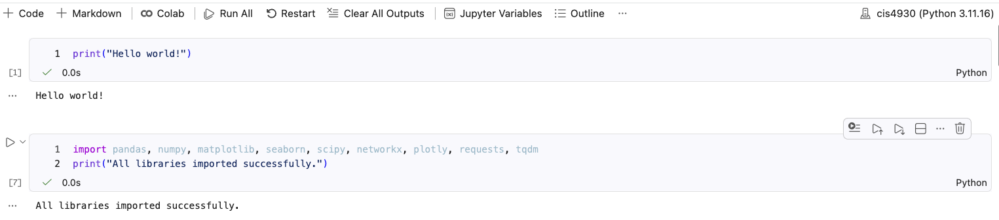 Code Markdown Colab Run All Restart Clear All Outputs Jupyter Variables Outline ... cis4930 (Python 3.11.16)
1 print("Hello world!")
[1] 0.0s Python
... Hello world!
1 import pandas, numpy, matplotlib, seaborn, scipy, networkx, plotly, requests, tqdm
2 print("All libraries imported successfully.")
[7] 0.0s Python
... All libraries imported successfully.